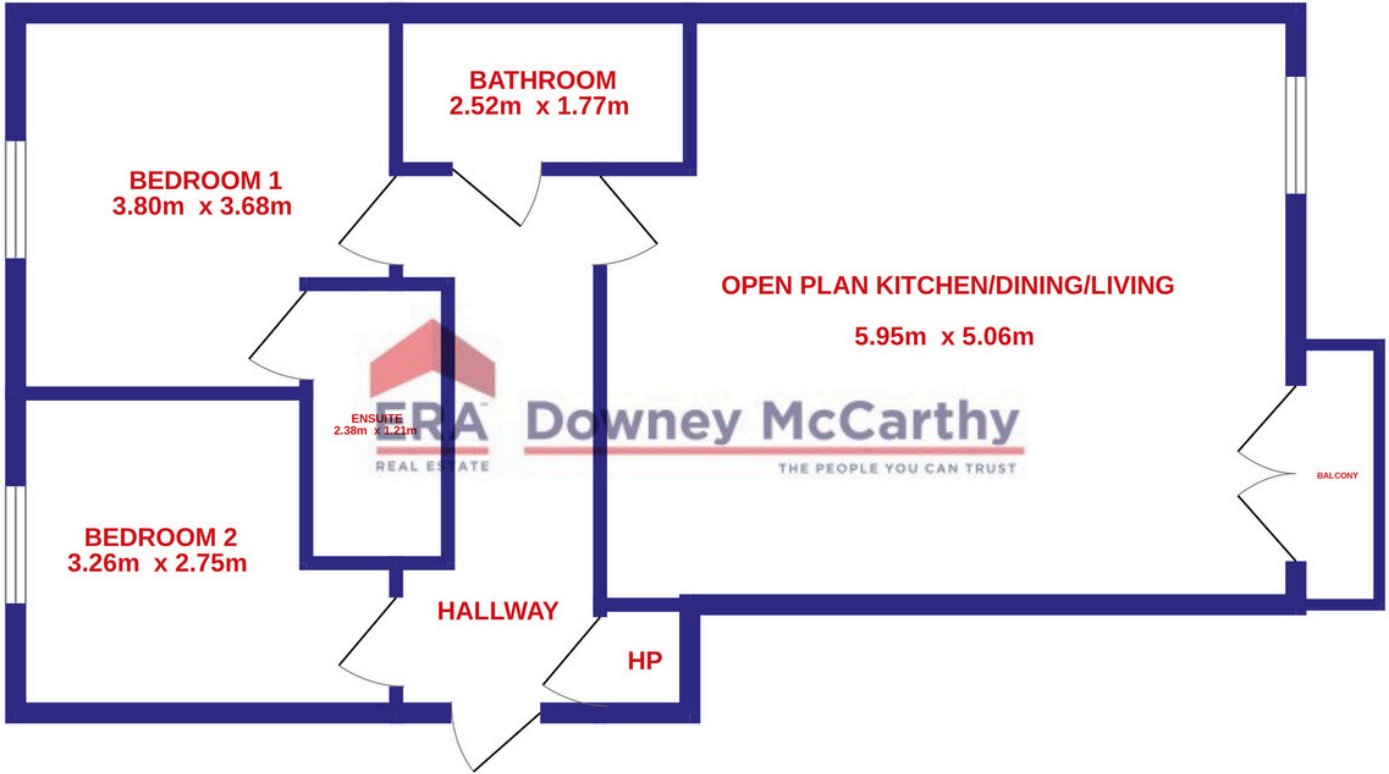 BATHROOM
2.52m x 1.77m
BEDROOM 1
3.80m x 3.68m
OPEN PLAN KITCHEN/DINING/LIVING
5.95m x 5.06m
ENSUITE
2.38m x 1.21m
ERA™ Downey McCarthy
REAL ESTATE
THE PEOPLE YOU CAN TRUST
BALCONY
BEDROOM 2
3.26m x 2.75m
HALLWAY
HP